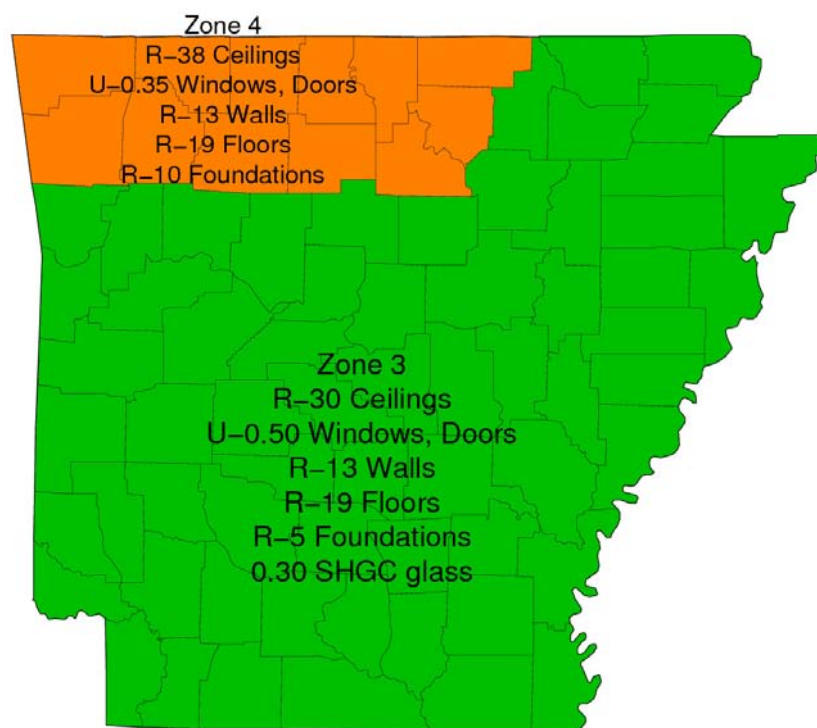 Zone 4
R-38 Ceilings
U-0.35 Windows, Doors
R-13 Walls
R-19 Floors
R-10 Foundations
Zone 3
R-30 Ceilings
U-0.50 Windows, Doors
R-13 Walls
R-19 Floors
R-5 Foundations
0.30 SHGC glass